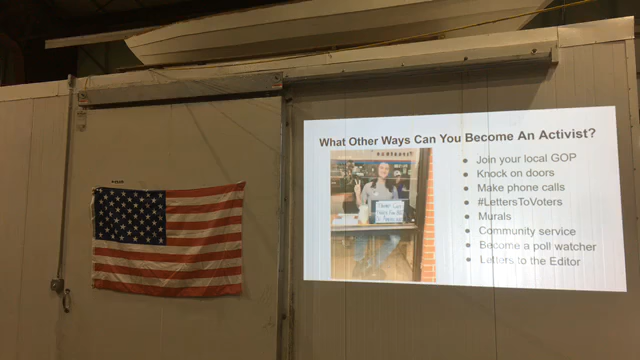 What Other Ways Can You Become An Activist?
● Join your local GOP
● Knock on doors
● Make phone calls
● #LettersToVoters
● Murals
● Community service
● Become a poll watcher
● Letters to the Editor